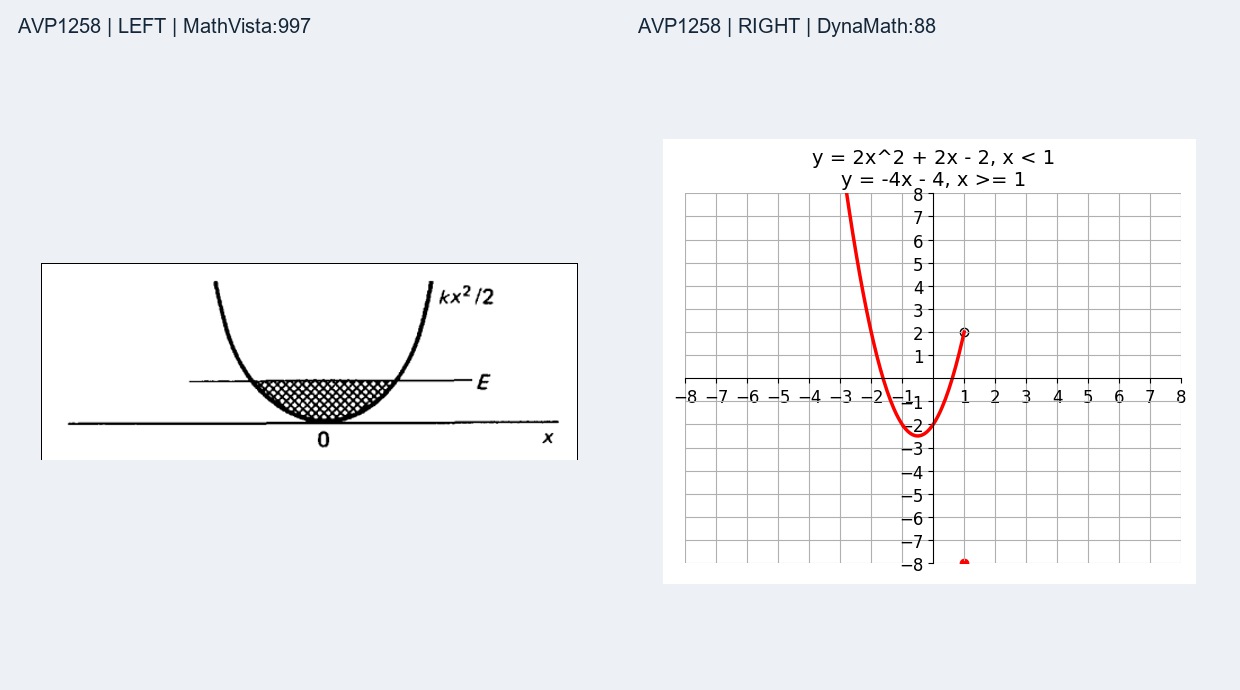 AVP1258 | LEFT | MathVista:997
AVP1258 | RIGHT | DynaMath:88
kx²/2
E
0
x
y = 2x^2 + 2x - 2, x < 1
y = -4x - 4, x >= 1
8
7
6
5
4
3
2
1
−8 −7 −6 −5 −4 −3 −2 −1 1 2 3 4 5 6 7 8
−1
−2
−3
−4
−5
−6
−7
−8